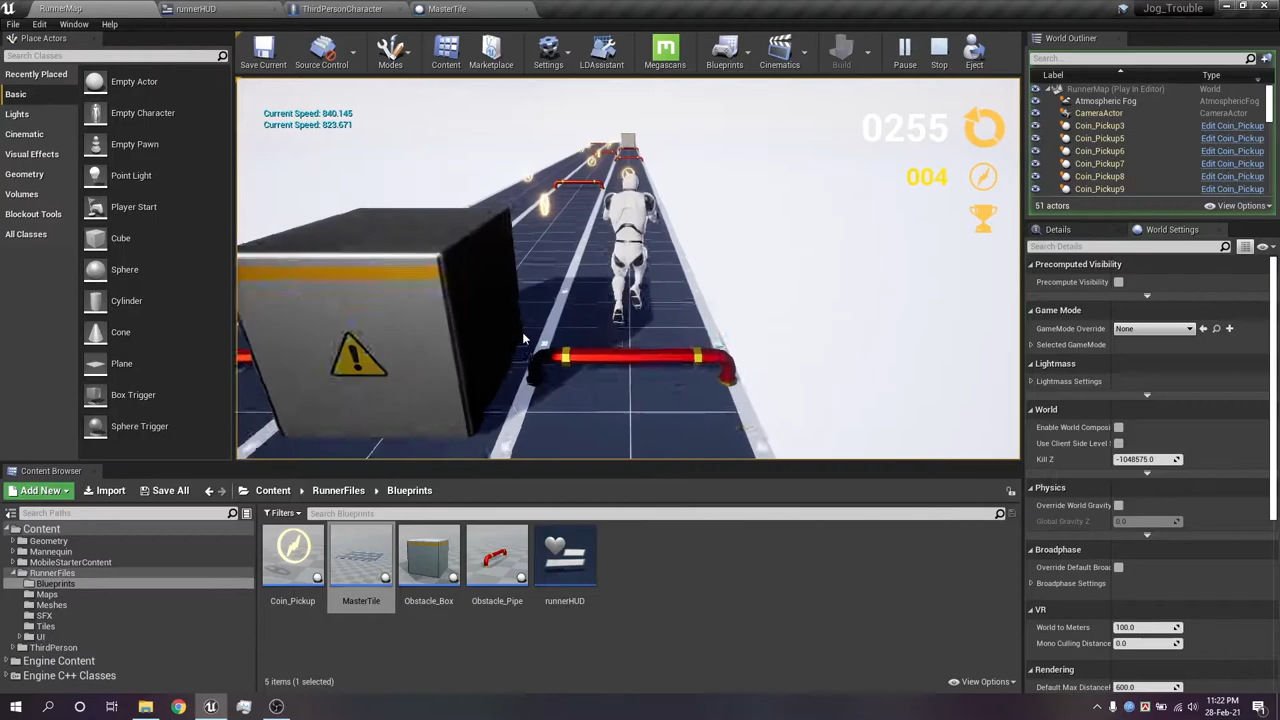 RunnerMap
runnerHUD
ThirdPersonCharacter
MasterTile
Jog_Trouble
File Edit Window Help
Place Actors
Search Classes
Recently Placed
Basic
Lights
Cinematic
Visual Effects
Geometry
Volumes
Blockout Tools
All Classes
Empty Actor
Empty Character
Empty Pawn
Point Light
Player Start
Cube
Sphere
Cylinder
Cone
Plane
Box Trigger
Sphere Trigger
Save Current
Source Control
Modes
Content
Marketplace
Settings
LDAssistant
Megascans
Blueprints
Cinematics
Build
Pause
Stop
Eject
Current Speed: 840.145
Current Speed: 823.671
0255
004
World Outliner
Search...
Label Type
RunnerMap (Play In Editor) World
Atmospheric Fog AtmosphericFog
CameraActor CameraActor
Coin_Pickup3 Edit Coin_Pickup
Coin_Pickup5 Edit Coin_Pickup
Coin_Pickup6 Edit Coin_Pickup
Coin_Pickup7 Edit Coin_Pickup
Coin_Pickup8 Edit Coin_Pickup
Coin_Pickup9 Edit Coin_Pickup
51 actors View Options
Details World Settings
Search Details
Precomputed Visibility
Precompute Visibility
Game Mode
GameMode Override None
Selected GameMode
Lightmass
Lightmass Settings
World
Enable World Composi
Use Client Side Level S
Kill Z -1048575.0
Physics
Override World Gravity
Global Gravity Z 0.0
Broadphase
Override Default Broad
Broadphase Settings
VR
World to Meters 100.0
Mono Culling Distance 0.0
Rendering
Default Max Distance 600.0
Content Browser
Add New Import Save All Content RunnerFiles Blueprints
Search Paths
Filters Search Blueprints
Content
Geometry
Mannequin
MobileStarterContent
RunnerFiles
Blueprints
Maps
Meshes
SFX
Tiles
UI
ThirdPerson
Engine Content
Engine C++ Classes
Coin_Pickup
MasterTile
Obstacle_Box
Obstacle_Pipe
runnerHUD
5 items (1 selected) View Options
11:22 PM
28-Feb-21